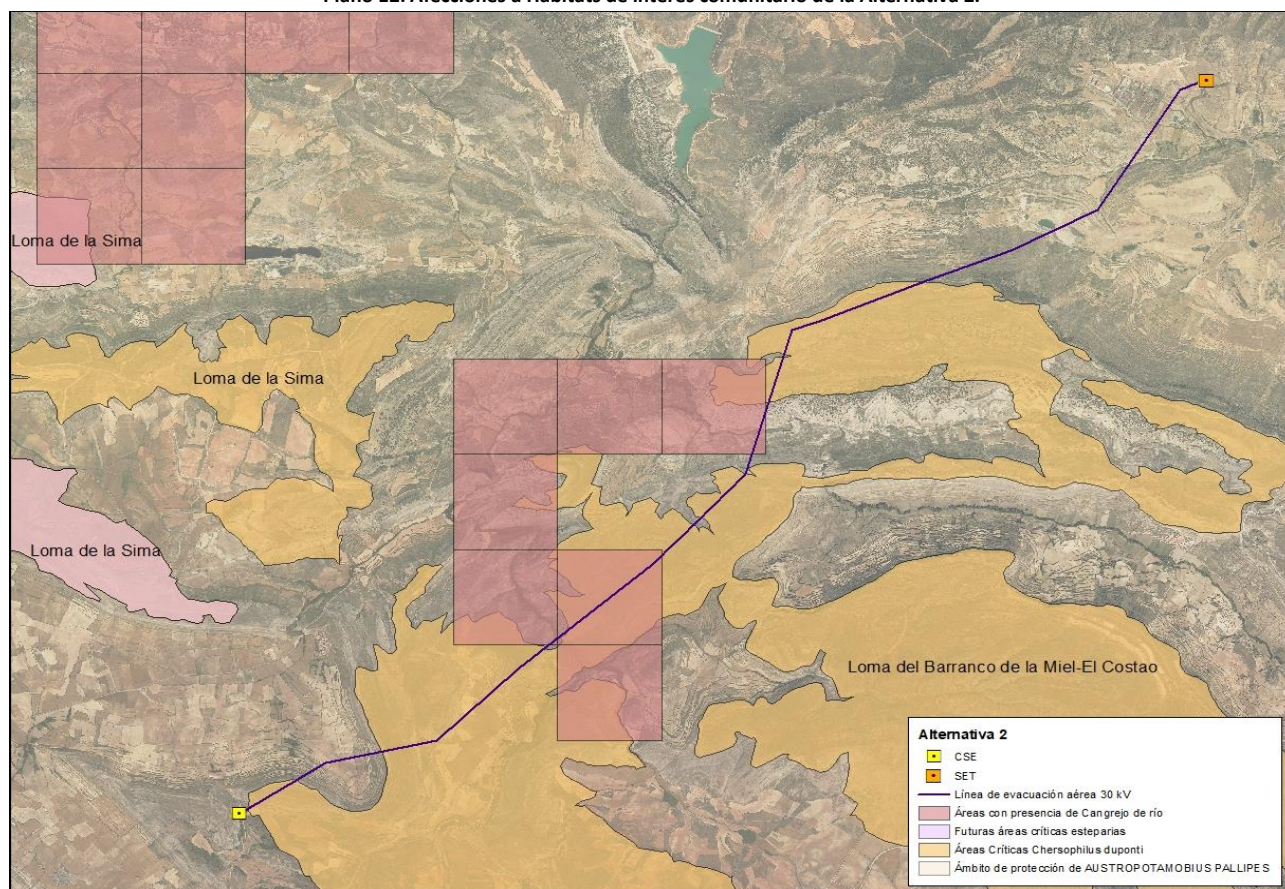 Plano 12. Afecciones a Hábitats de interés comunitario de la Alternativa 2.
Loma de la Sima
Loma de la Sima
Loma de la Sima
Loma del Barranco de la Miel-El Costao
Alternativa 2
CSE
SET
Línea de evacuación aérea 30 kV
Áreas con presencia de Cangrejo de río
Futuras áreas críticas esteparias
Áreas Críticas Chersophilus duponti
Ámbito de protección de AUSTROPOTAMOBIUS PALLIPES